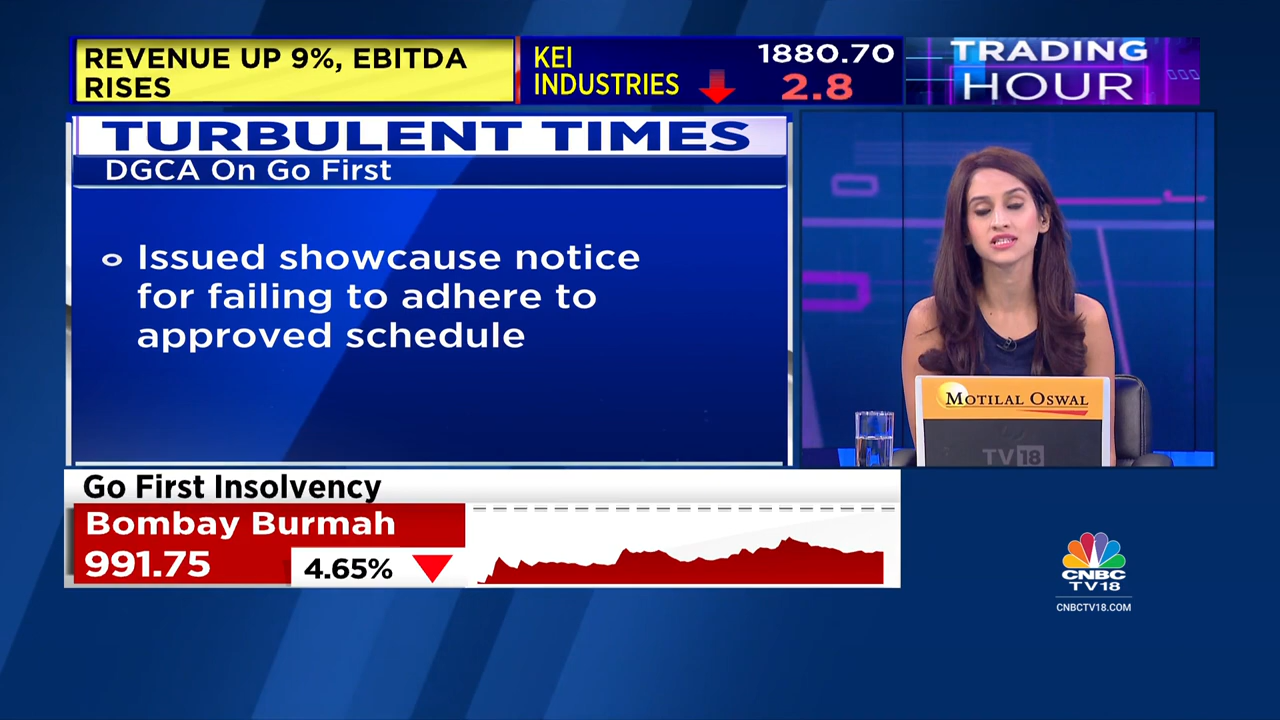 REVENUE UP 9%, EBITDA
RISES
KEI
INDUSTRIES
1880.70
2.8
TRADING
HOUR
TURBULENT TIMES
DGCA On Go First
Issued showcause notice
for failing to adhere to
approved schedule
MOTILAL OSWAL
TV18
Go First Insolvency
Bombay Burmah
991.75
4.65%
CNBC
TV18
CNBCTV18.COM